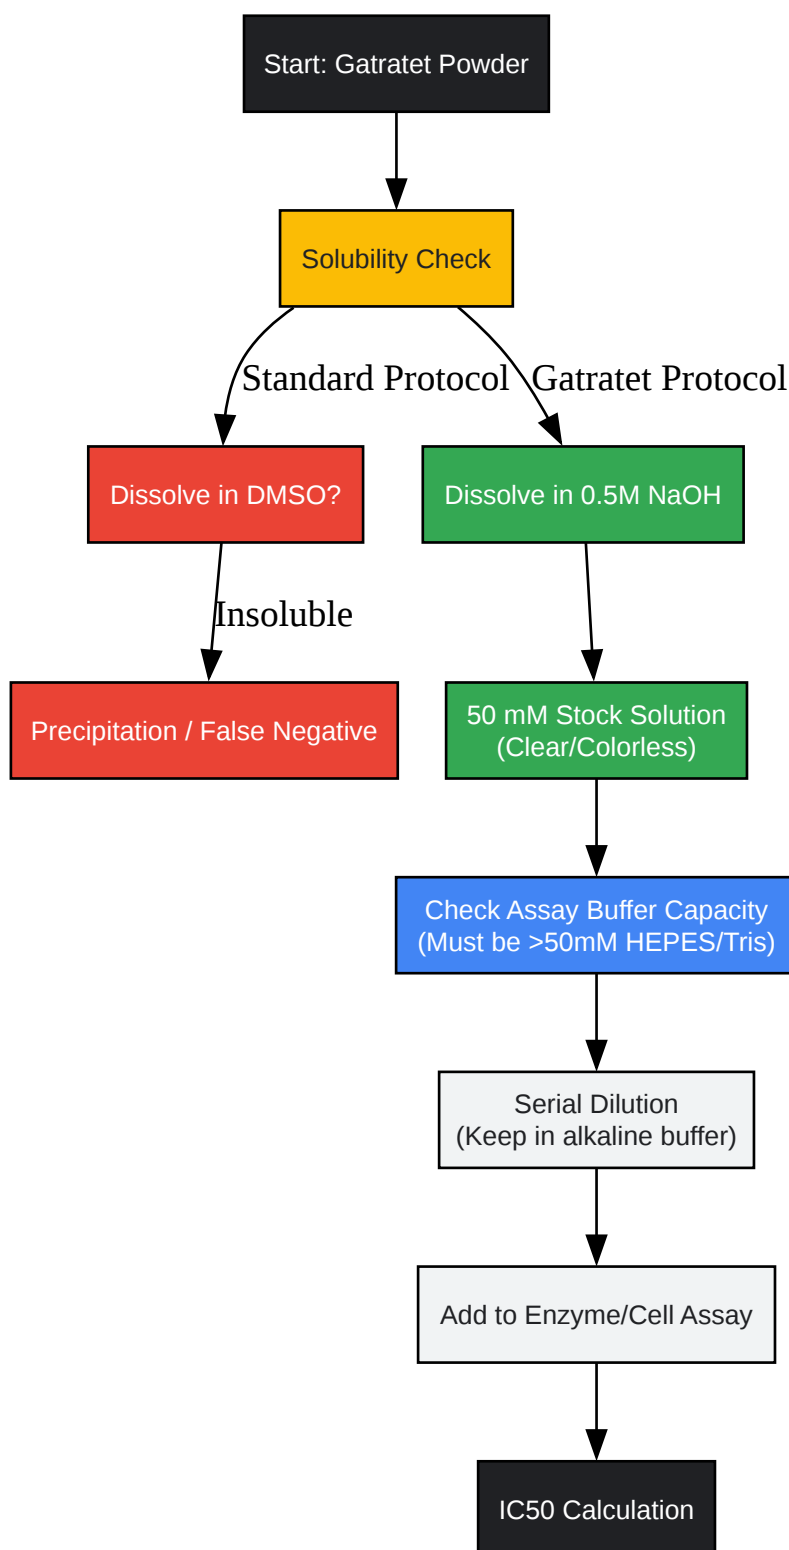 Start: Gatratet Powder
Solubility Check
Standard Protocol
Gatratet Protocol
Dissolve in DMSO?
Dissolve in 0.5M NaOH
Insoluble
Precipitation / False Negative
50 mM Stock Solution
(Clear/Colorless)
Check Assay Buffer Capacity
(Must be >50mM HEPES/Tris)
Serial Dilution
(Keep in alkaline buffer)
Add to Enzyme/Cell Assay
IC50 Calculation